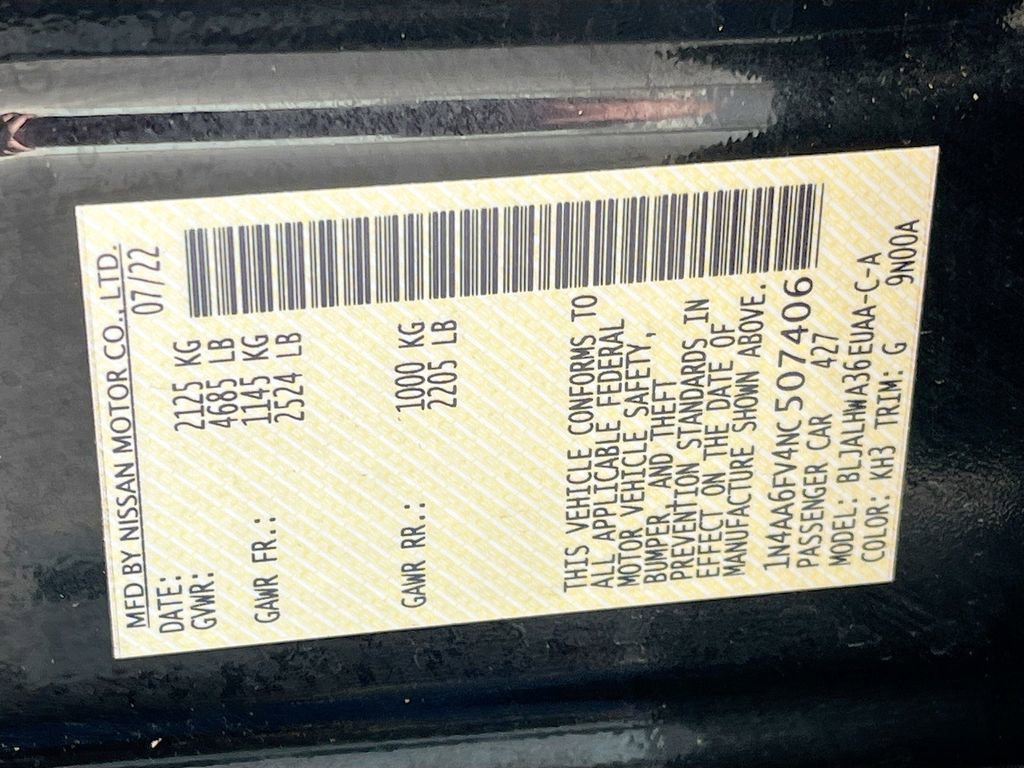 MFD BY NISSAN MOTOR CO., LTD.
DATE: 07/22
GVWR: 2125 KG
4685 LB
GAWR FR.: 1145 KG
2524 LB
GAWR RR.: 1000 KG
2205 LB
THIS VEHICLE CONFORMS TO
ALL APPLICABLE FEDERAL
MOTOR VEHICLE SAFETY,
BUMPER, AND THEFT
PREVENTION STANDARDS IN
EFFECT ON THE DATE OF
MANUFACTURE SHOWN ABOVE.
1N4AA6FV4NC507406
PASSENGER CAR 427
MODEL: BLJALHWA36EUAA-C-A
COLOR: KH3 TRIM: G 9N00A